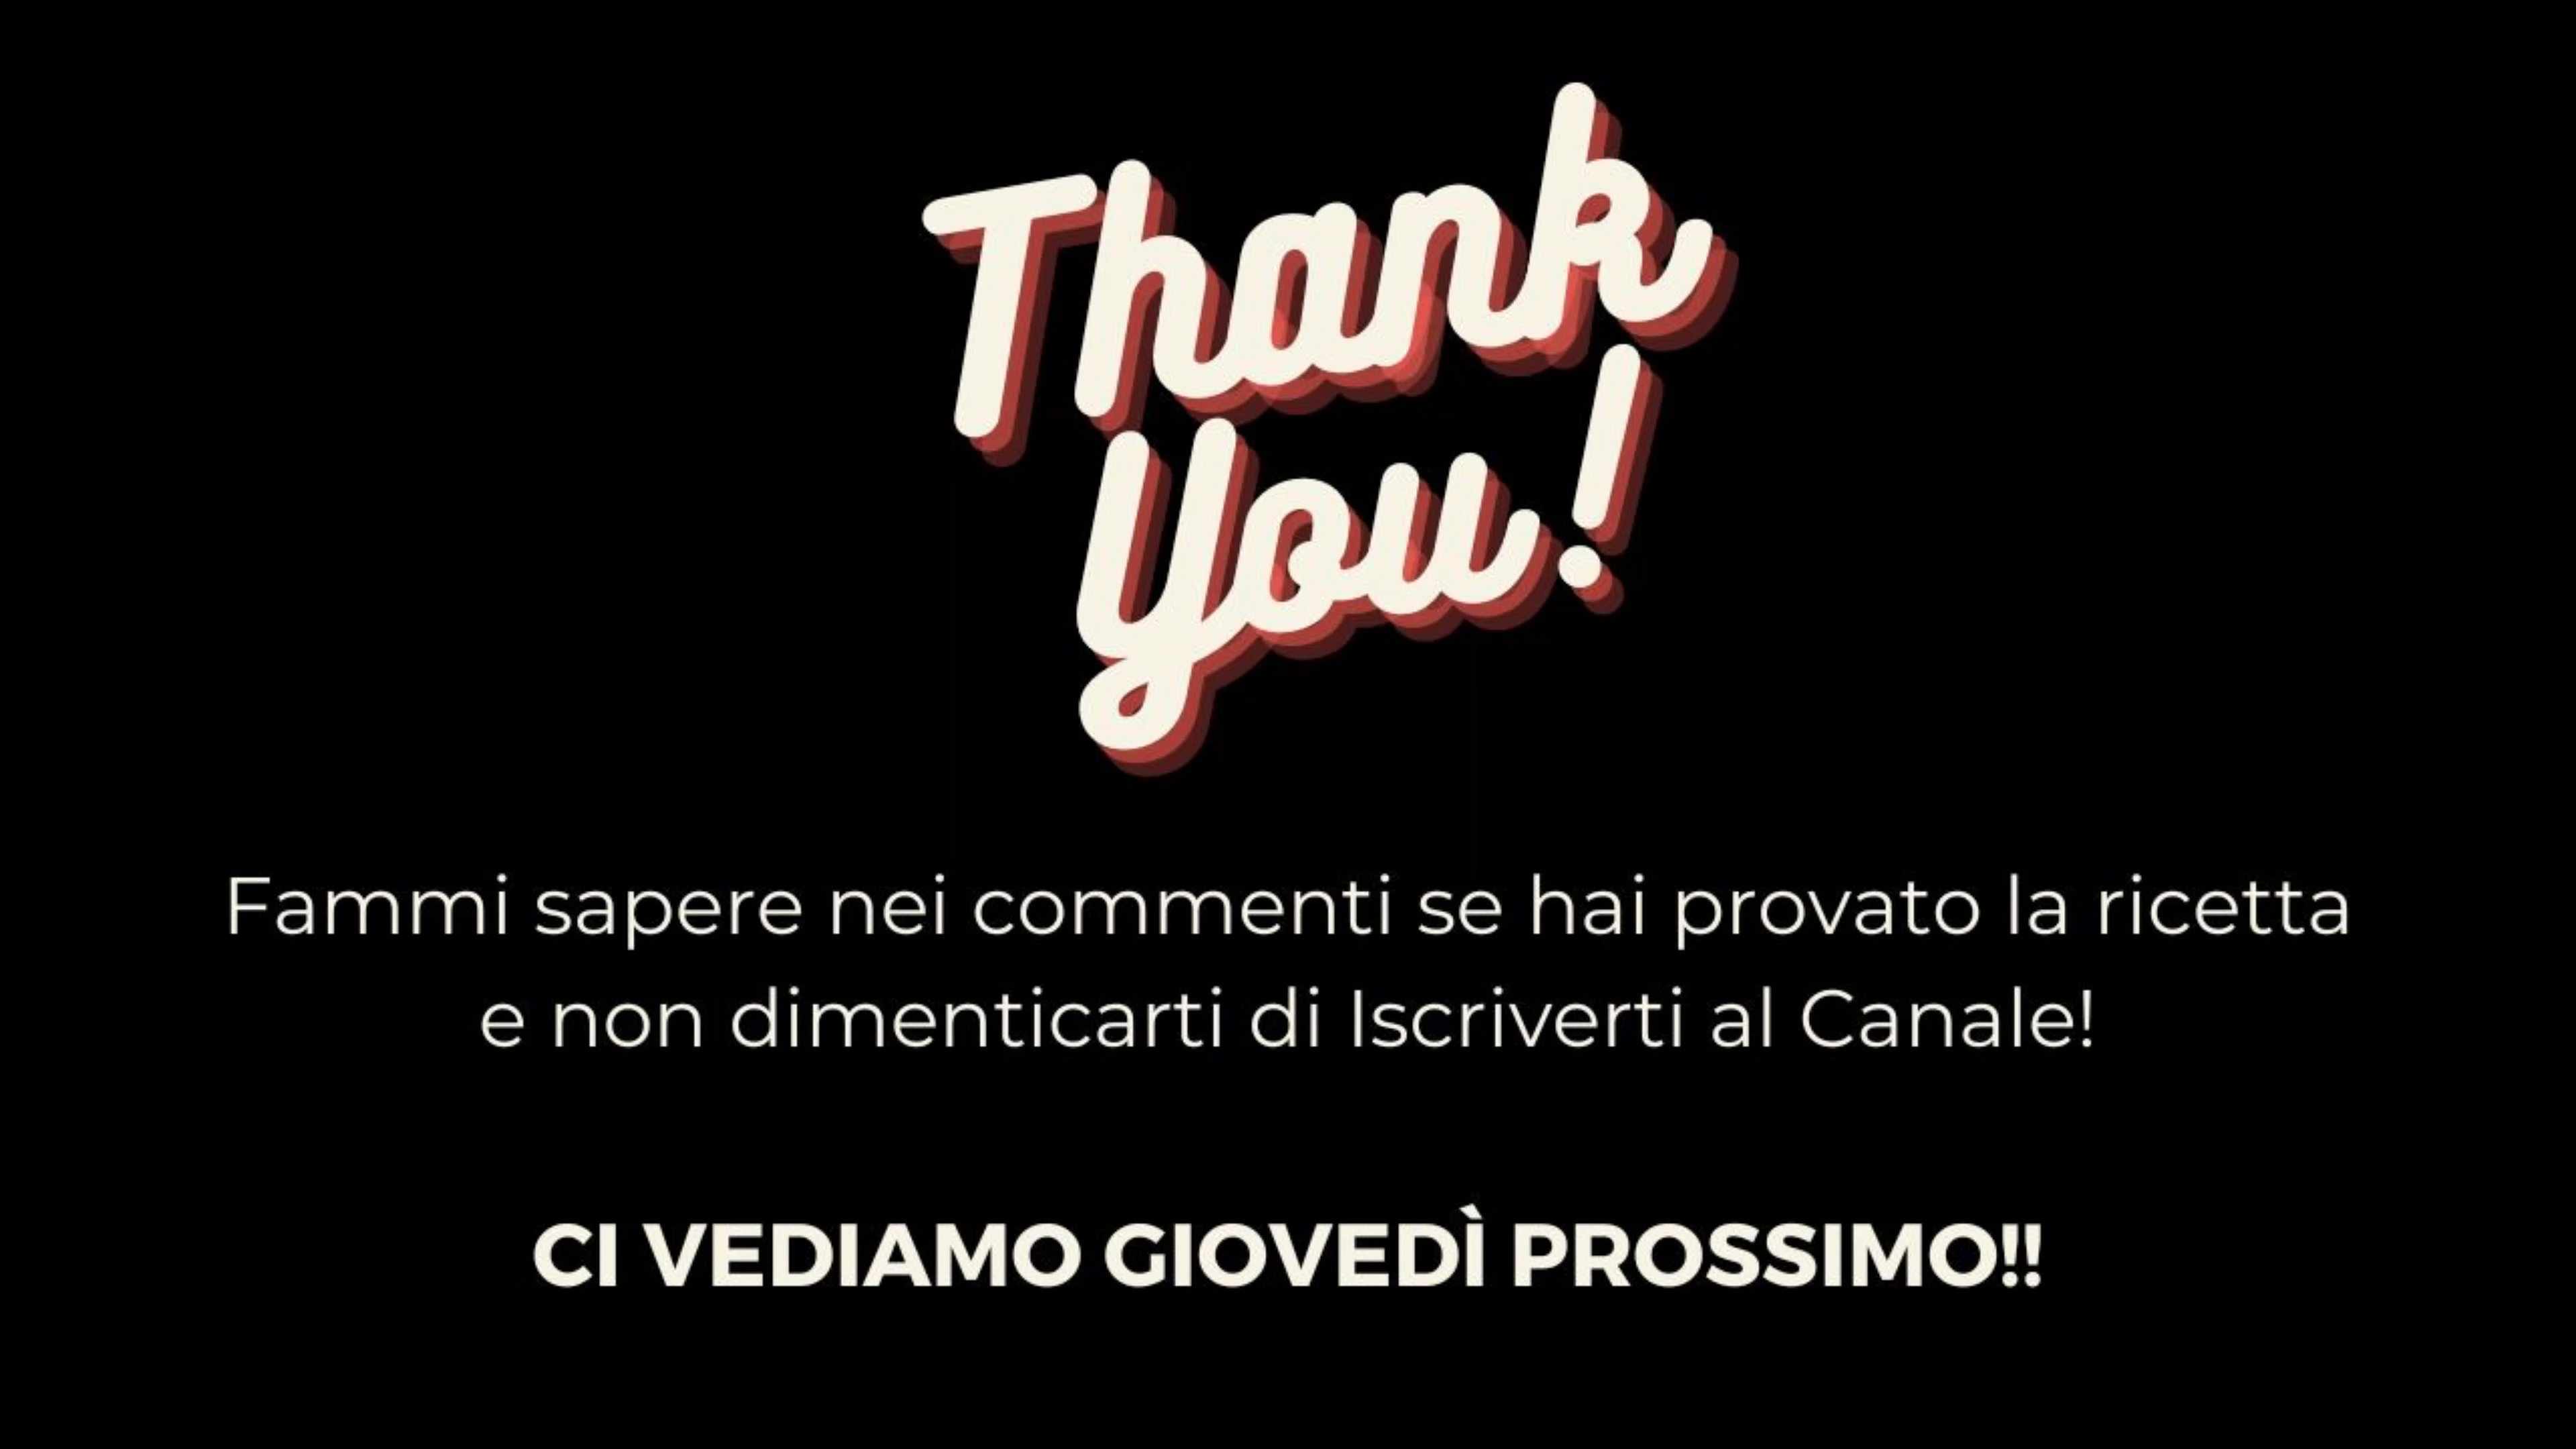 Thank
You!
Fammi sapere nei commenti se hai provato la ricetta
e non dimenticarti di Iscriverti al Canale!
CI VEDIAMO GIOVEDÌ PROSSIMO!!